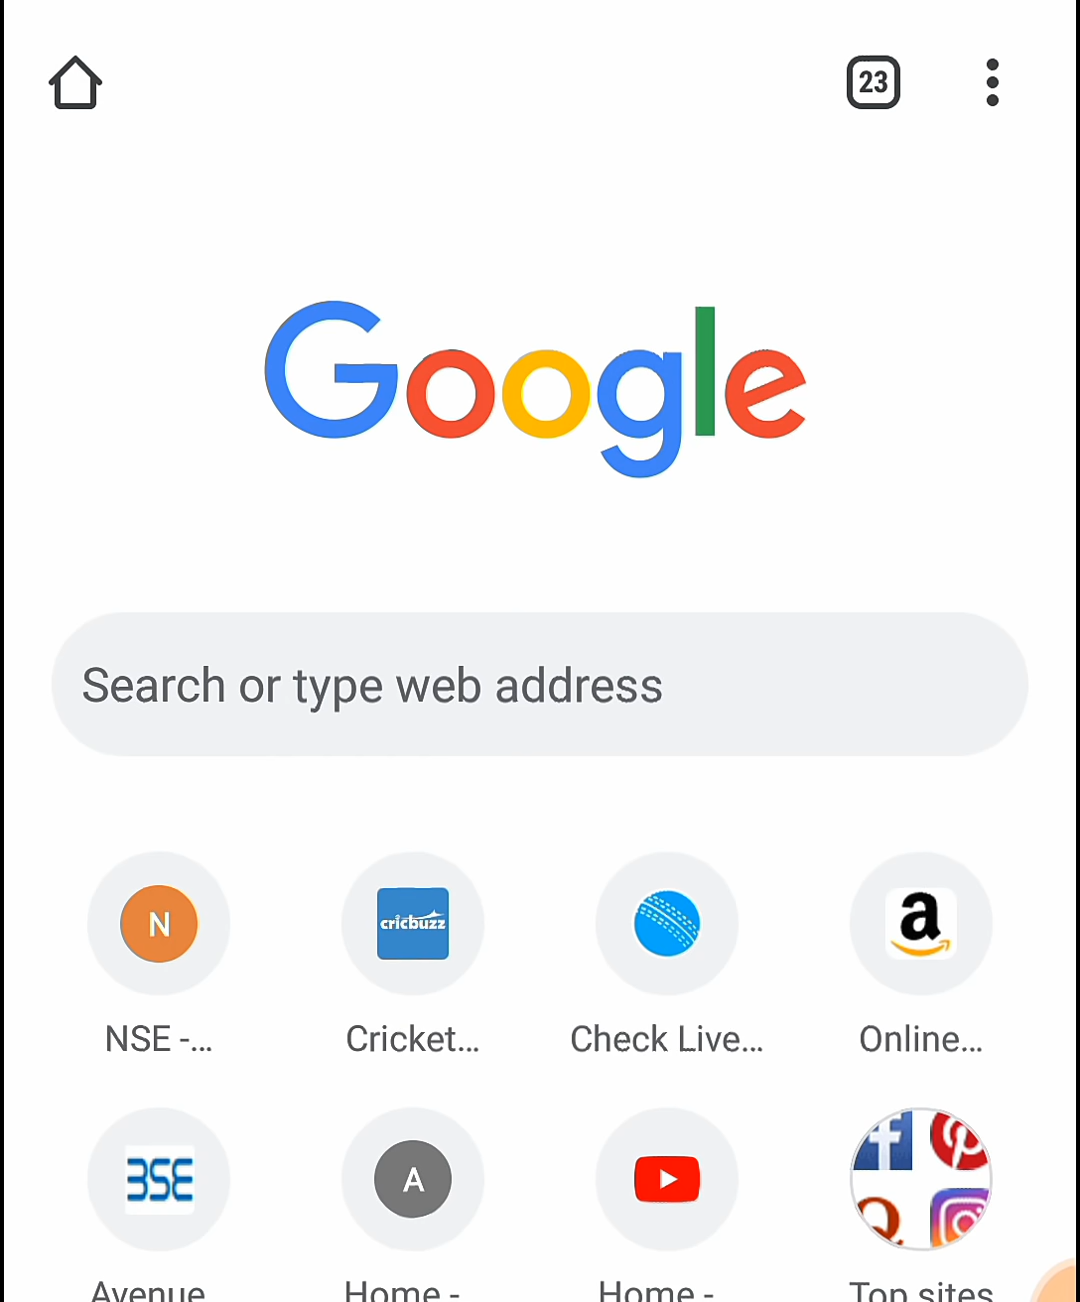 23
Google
Search or type web address
N
cricbuzz
a
NSE -...
Cricket...
Check Live...
Online...
BSE
A
f
Avenue
Home -
Home -
Top sites